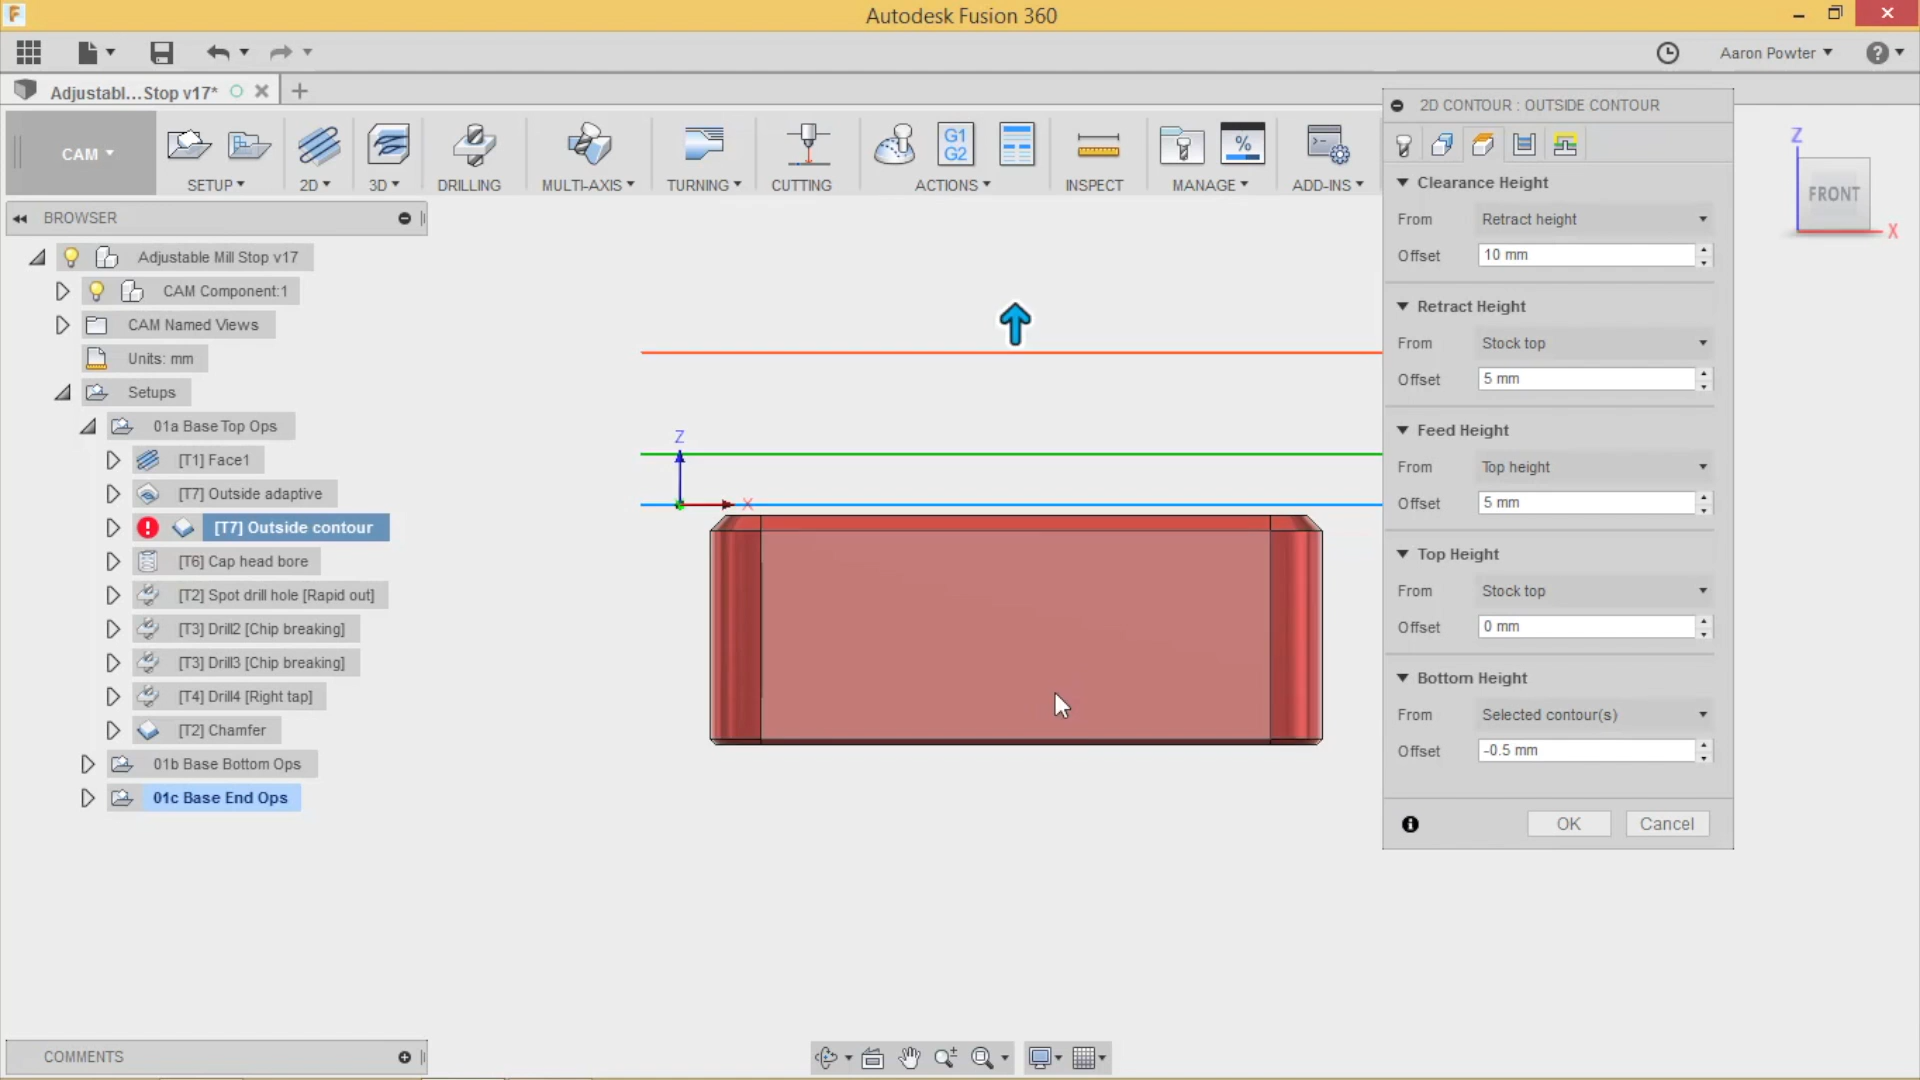 Autodesk Fusion 360
Aaron Powter
Adjustabl...Stop v17*
CAM
SETUP
2D
3D
DRILLING
MULTI-AXIS
TURNING
CUTTING
G1
G2
ACTIONS
INSPECT
%
MANAGE
ADD-INS
BROWSER
Adjustable Mill Stop v17
CAM Component:1
CAM Named Views
Units: mm
Setups
01a Base Top Ops
[T1] Face1
[T7] Outside adaptive
[T7] Outside contour
[T6] Cap head bore
[T2] Spot drill hole [Rapid out]
[T3] Drill2 [Chip breaking]
[T3] Drill3 [Chip breaking]
[T4] Drill4 [Right tap]
[T2] Chamfer
01b Base Bottom Ops
01c Base End Ops
Z
X
2D CONTOUR : OUTSIDE CONTOUR
Clearance Height
From Retract height
Offset 10 mm
Retract Height
From Stock top
Offset 5 mm
Feed Height
From Top height
Offset 5 mm
Top Height
From Stock top
Offset 0 mm
Bottom Height
From Selected contour(s)
Offset -0.5 mm
OK Cancel
Z
FRONT
X
COMMENTS